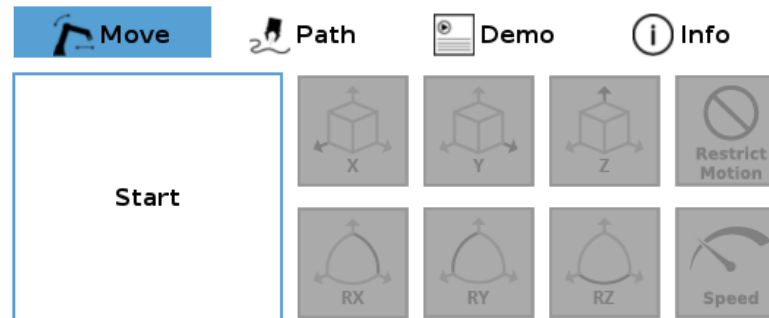 Move
Path
Demo
Info
Start
X
Y
Z
Restrict
Motion
RX
RY
RZ
Speed